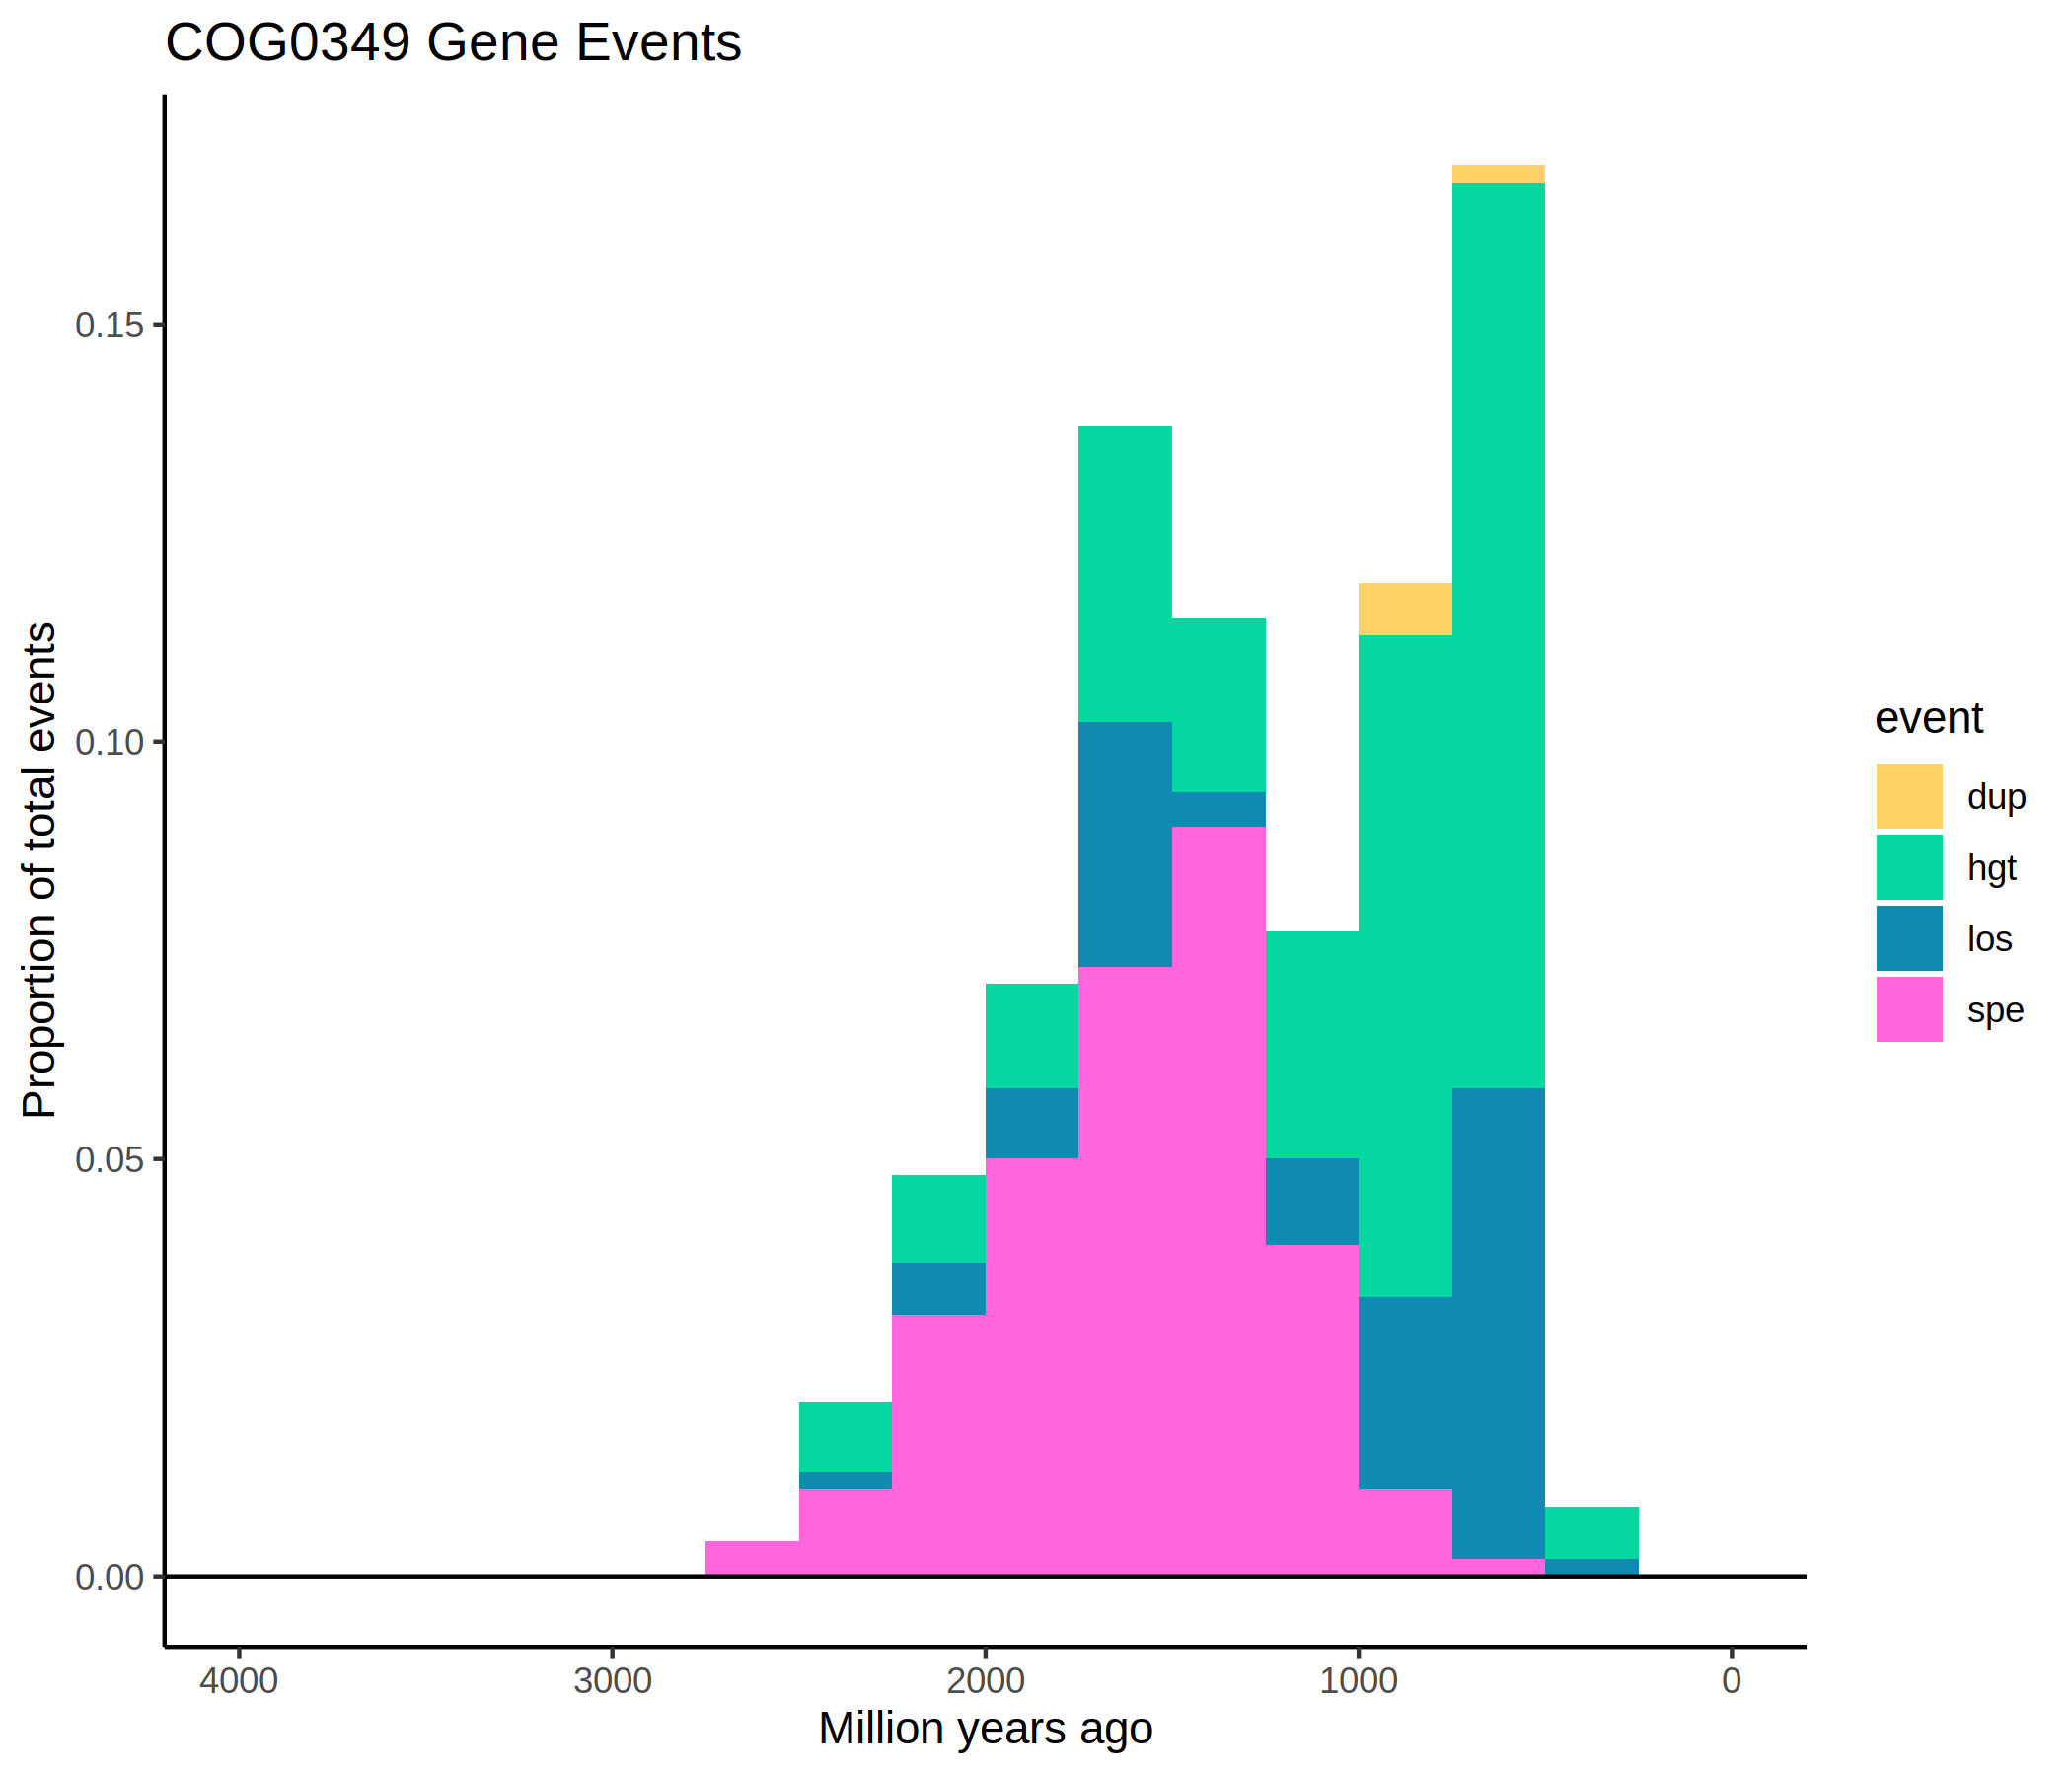 COG0349 Gene Events
Proportion of total events
0.15
0.10
0.05
0.00
4000 3000 2000 1000 0
Million years ago
event
dup
hgt
los
spe